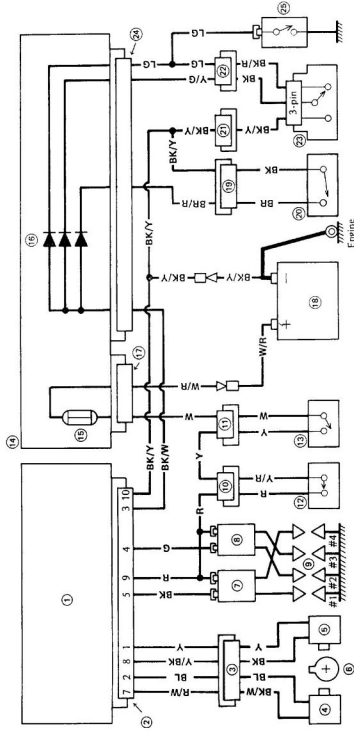 ①
②
7 2 8 1 5 9 4 3 10
R/W
BL
Y/BK
Y
BK
R
G
BK/W
BK/Y
③
BK/W
BL
BK
Y
④
⑤
⑥
⑦
⑧
⑨
#1
#2
#3
#4
R
Y
⑩
R
Y/R
⑫
⑪
W
Y
W
⑬
⑭
⑮
⑯
⑰
W/R
W/R
+
−
⑱
BK/Y
BK/Y
BK/Y
Engine
BR/R
BK/Y
⑲
BR
BK
⑳
BK/Y
㉑
BK/Y
Y/G
LG
㉒
BK
BK/R
3-pin
㉓
㉔
LG
LG
㉕